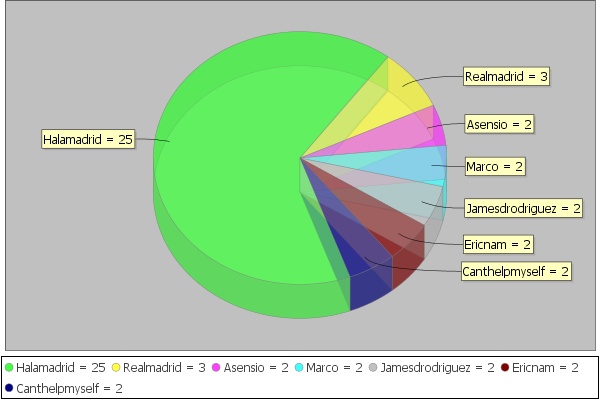 Realmadrid = 3
Asensio = 2
Halamadrid = 25
Marco = 2
Jamesdrodriguez = 2
Ericnam = 2
Canthelpmyself = 2
Halamadrid = 25 Realmadrid = 3 Asensio = 2 Marco = 2 Jamesdrodriguez = 2 Ericnam = 2
Canthelpmyself = 2